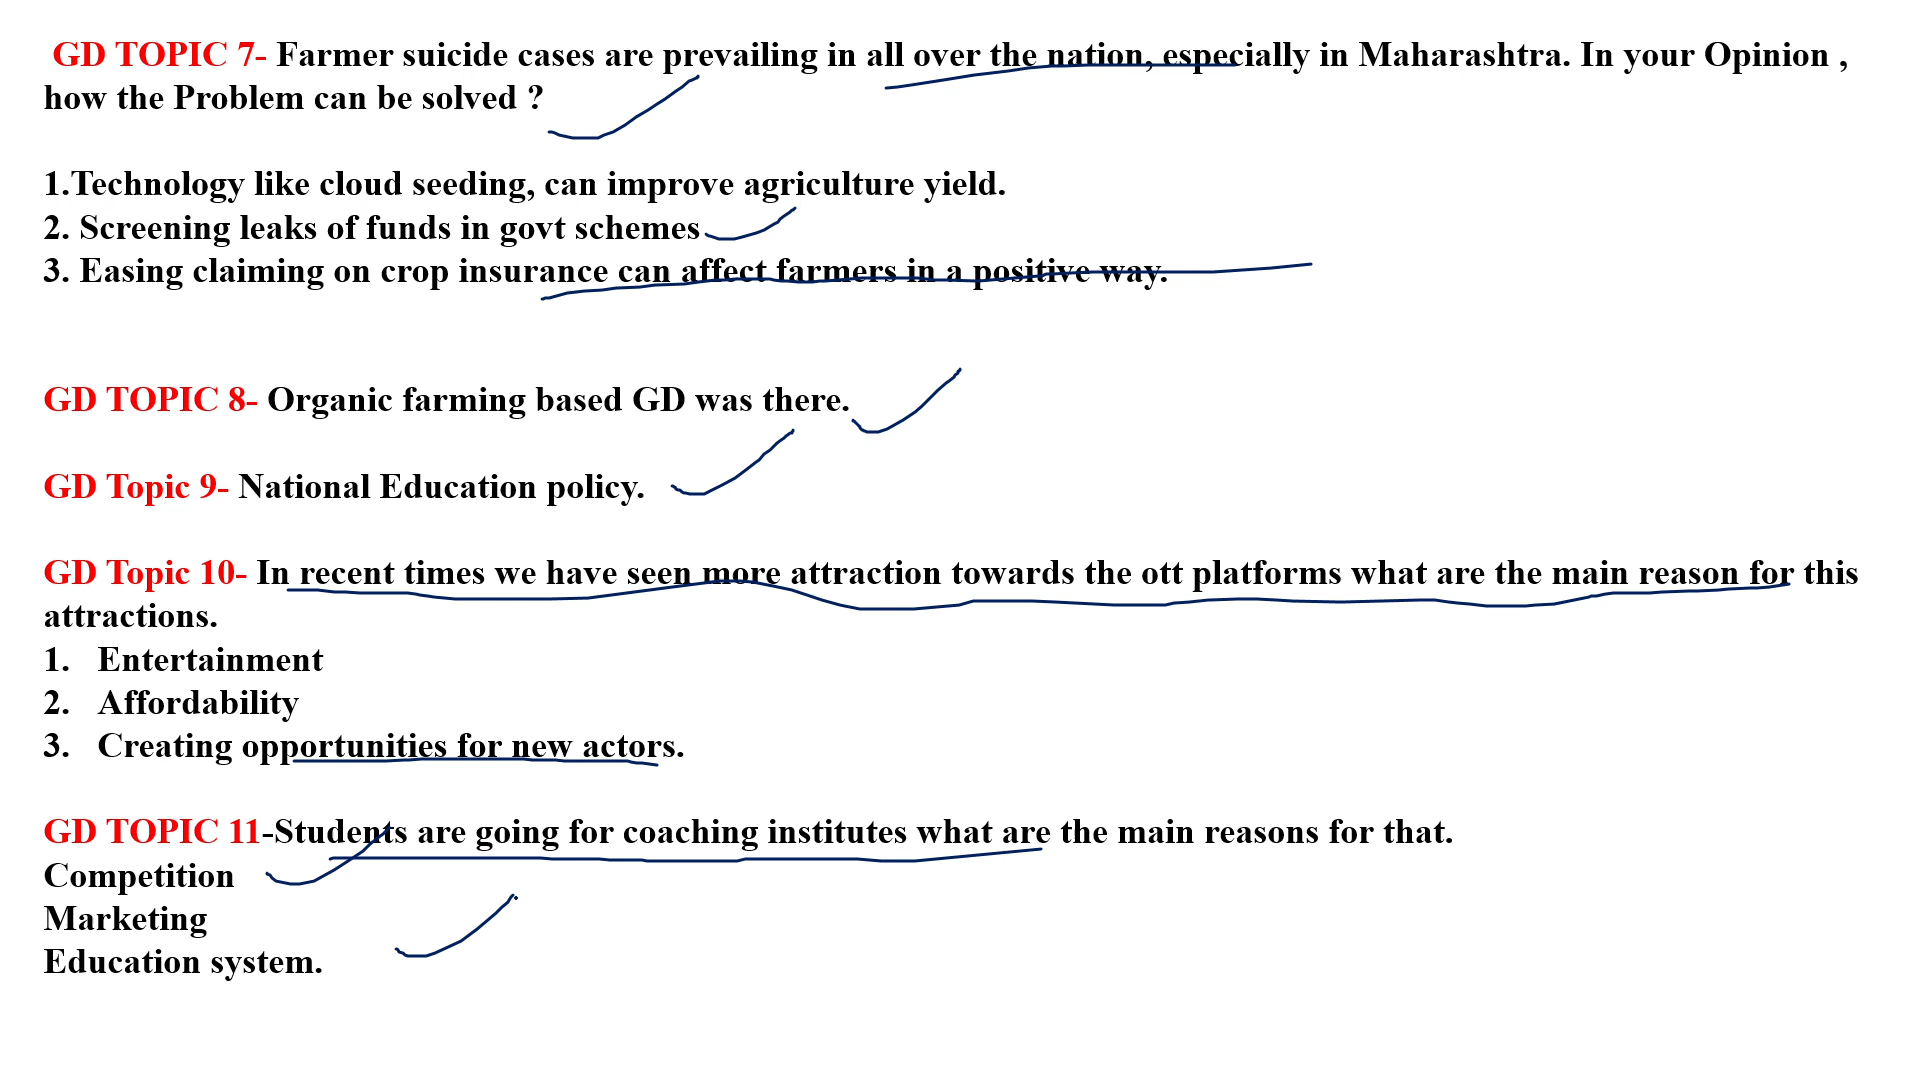 GD TOPIC 7- Farmer suicide cases are prevailing in all over the nation, especially in Maharashtra. In your Opinion ,
how the Problem can be solved ?
1.Technology like cloud seeding, can improve agriculture yield.
2. Screening leaks of funds in govt schemes
3. Easing claiming on crop insurance can affect farmers in a positive way.
GD TOPIC 8- Organic farming based GD was there.
GD Topic 9- National Education policy.
GD Topic 10- In recent times we have seen more attraction towards the ott platforms what are the main reason for this
attractions.
1. Entertainment
2. Affordability
3. Creating opportunities for new actors.
GD TOPIC 11-Students are going for coaching institutes what are the main reasons for that.
Competition
Marketing
Education system.